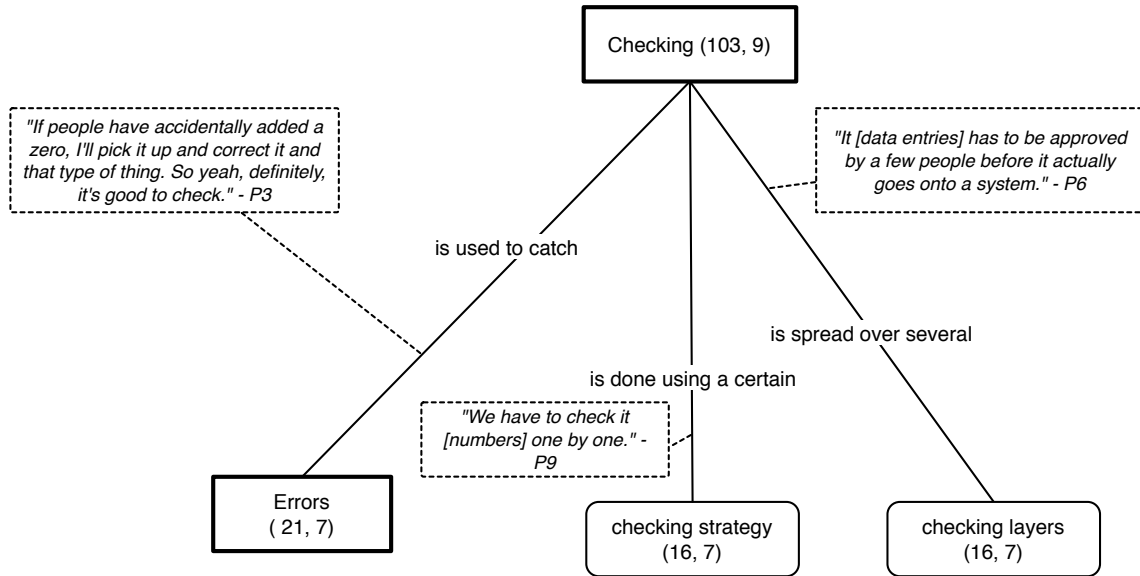 Checking (103, 9)
"If people have accidentally added a
zero, I'll pick it up and correct it and
that type of thing. So yeah, definitely,
it's good to check." - P3
"It [data entries] has to be approved
by a few people before it actually
goes onto a system." - P6
is used to catch
is spread over several
is done using a certain
"We have to check it
[numbers] one by one." -
P9
Errors
( 21, 7)
checking strategy
(16, 7)
checking layers
(16, 7)